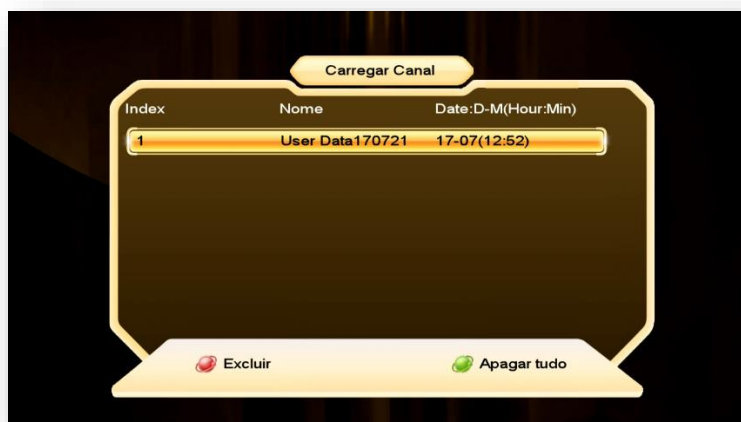 Carregar Canal
Index Nome Date:D-M(Hour:Min)
1 User Data170721 17-07(12:52)
Excluir Apagar tudo